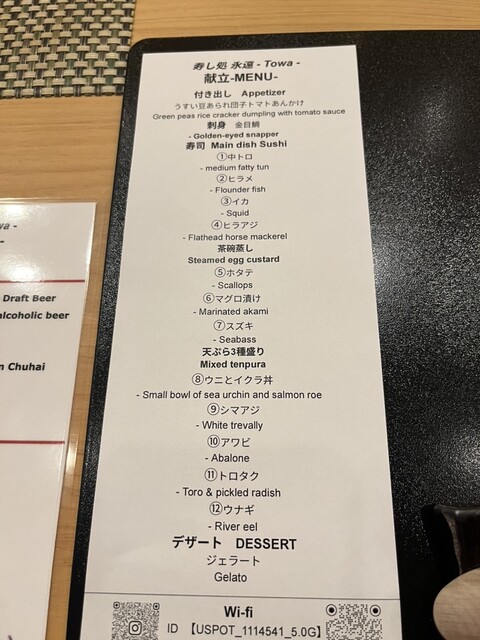 寿し処 永遠 - Towa -
献立-MENU-
付き出し Appetizer
うすい豆あられ団子トマトあんかけ
Green peas rice cracker dumpling with tomato sauce
刺身 金目鯛
- Golden-eyed snapper
寿司 Main dish Sushi
①中トロ
- medium fatty tun
②ヒラメ
- Flounder fish
③イカ
- Squid
④ヒラアジ
- Flathead horse mackerel
茶碗蒸し
Steamed egg custard
⑤ホタテ
- Scallops
⑥マグロ漬け
- Marinated akami
⑦スズキ
- Seabass
天ぷら3種盛り
Mixed tenpura
⑧ウニとイクラ丼
- Small bowl of sea urchin and salmon roe
⑨シマアジ
- White trevally
⑩アワビ
- Abalone
⑪トロタク
- Toro & pickled radish
⑫ウナギ
- River eel
デザート DESSERT
ジェラート
Gelato
Wi-fi
ID 【USPOT_1114541_5.0G】
Draft Beer
alcoholic beer
Chuhai